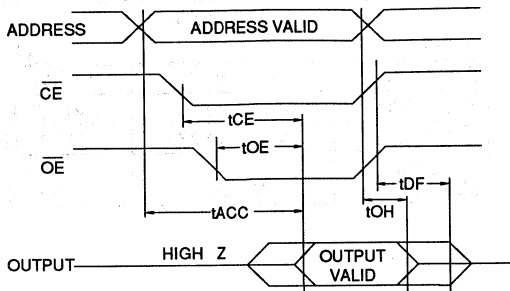 ADDRESS
ADDRESS VALID
CE
tCE
OE
tOE
tDF
tACC
tOH
HIGH Z
OUTPUT
OUTPUT
VALID